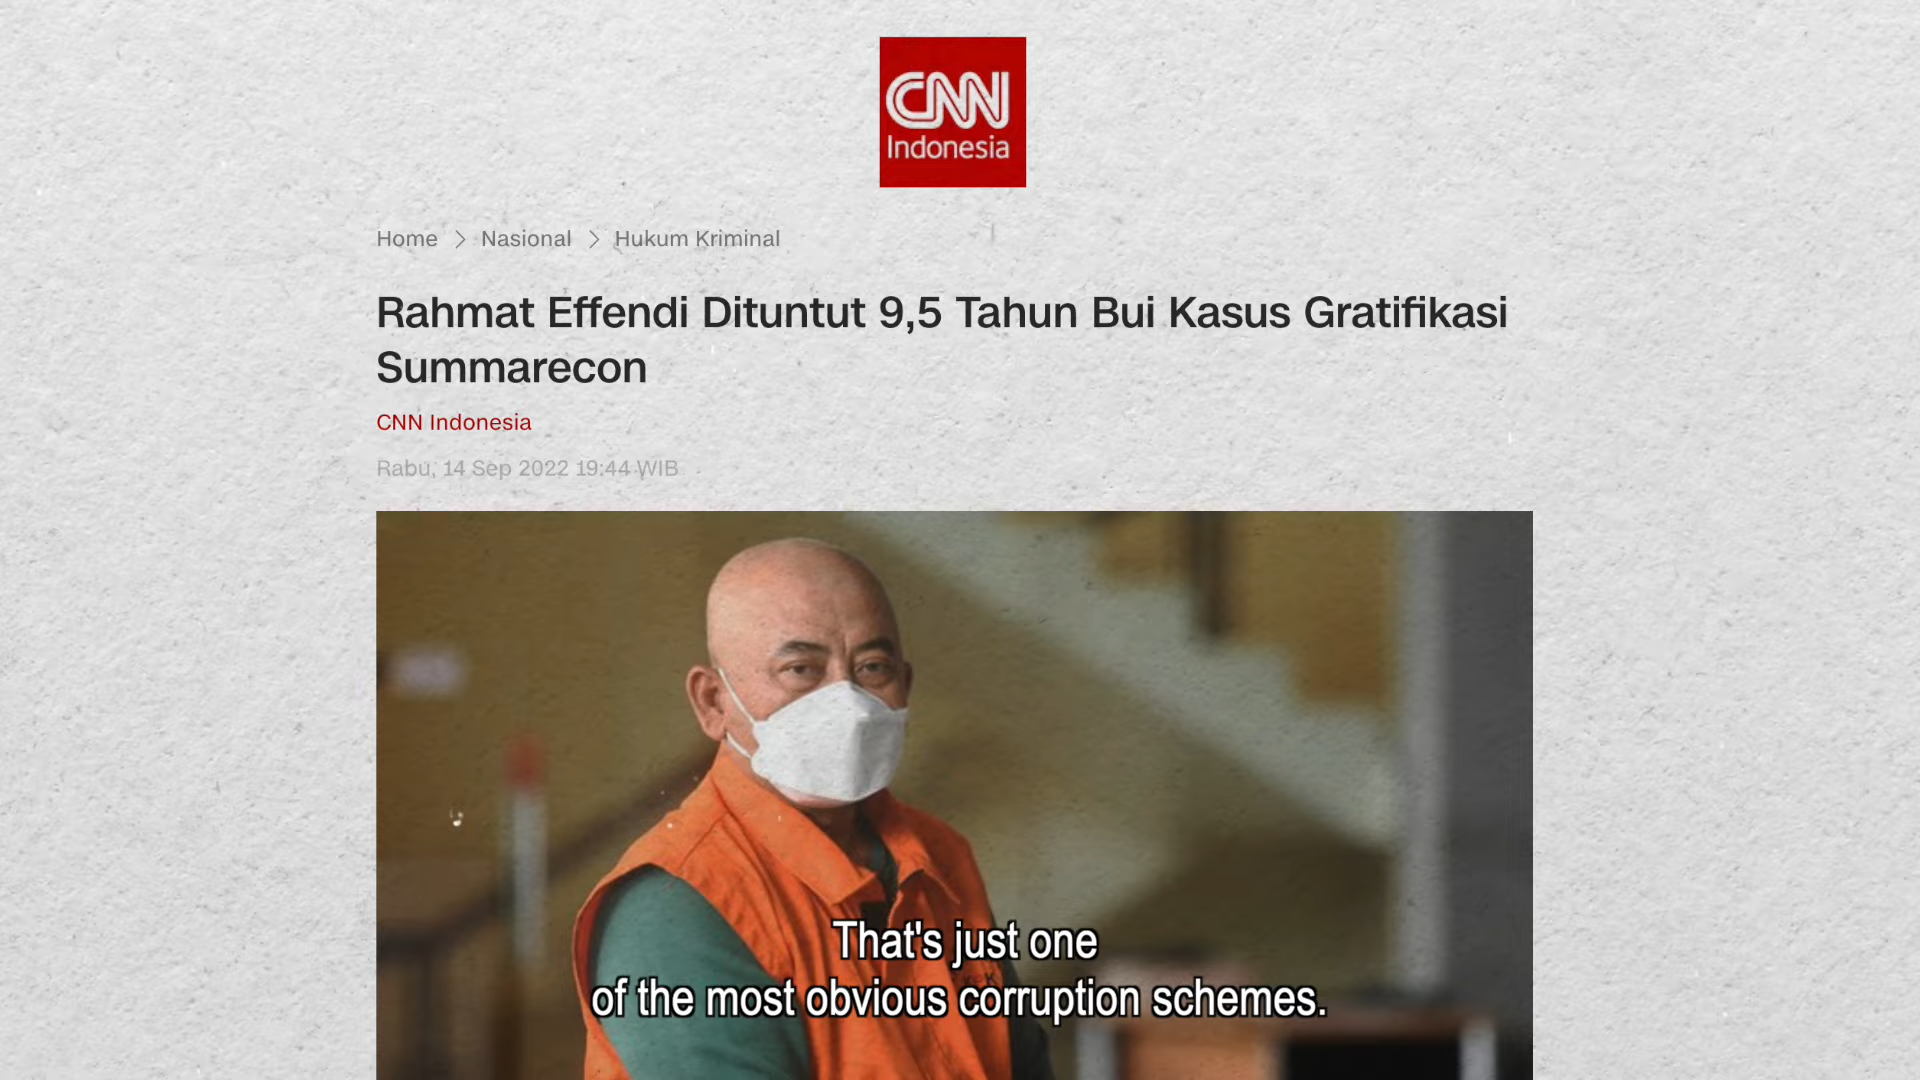 CNN
Indonesia
Home > Nasional > Hukum Kriminal
Rahmat Effendi Dituntut 9,5 Tahun Bui Kasus Gratifikasi
Summarecon
CNN Indonesia
Rabu, 14 Sep 2022 19:44 WIB
That's just one
of the most obvious corruption schemes.